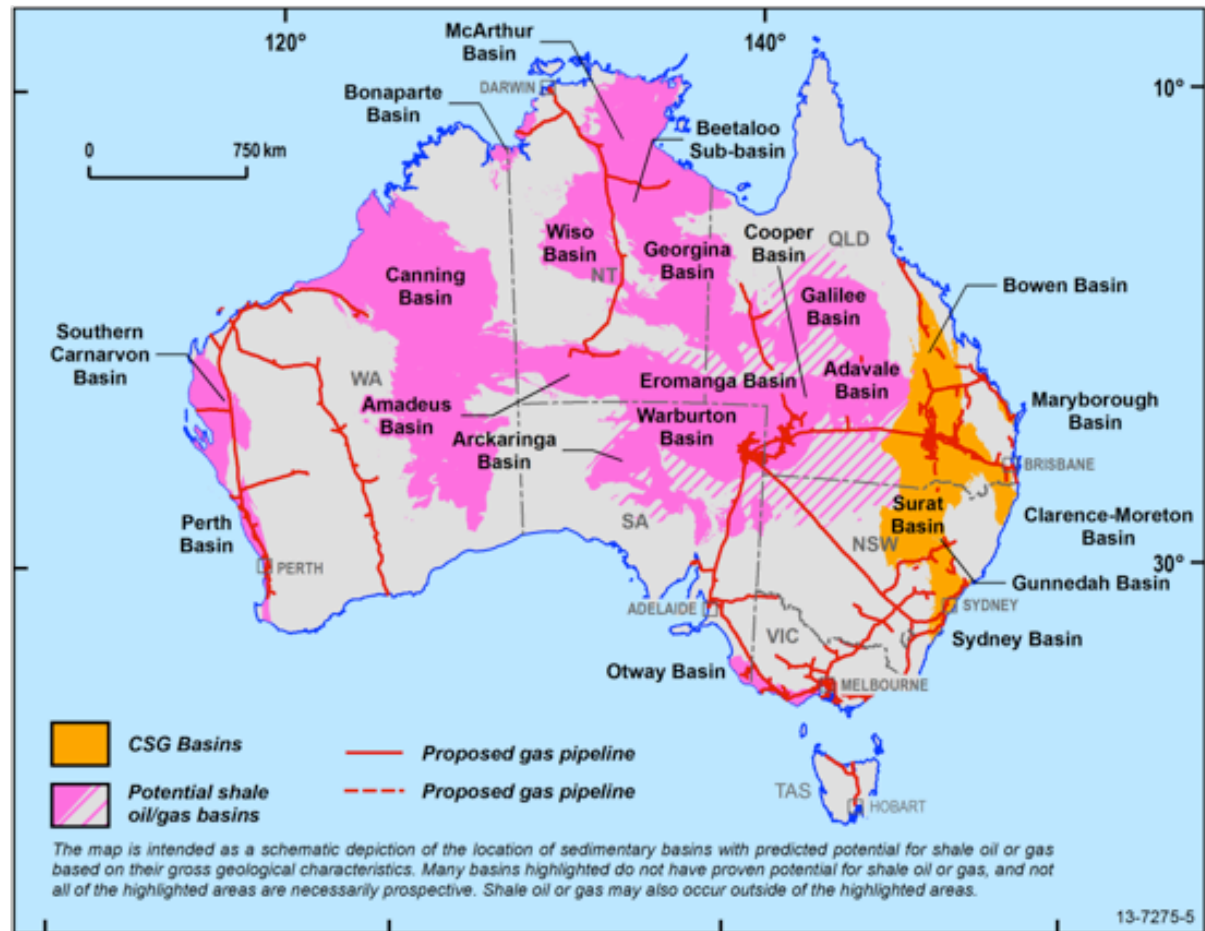 120°
140°
McArthur
Basin
DARWIN
10°
Bonaparte
Basin
Beetaloo
Sub-basin
0
750 km
Wiso
Basin
NT
Georgina
Basin
Cooper
Basin
QLD
Canning
Basin
Galilee
Basin
Bowen Basin
Southern
Carnarvon
Basin
WA
Adavale
Basin
Eromanga Basin
Amadeus
Basin
Warburton
Basin
Maryborough
Basin
Arckaringa
Basin
BRISBANE
Perth
Basin
SA
Surat
Basin
NSW
Clarence-Moreton
Basin
PERTH
30°
Gunnedah Basin
ADELAIDE
SYDNEY
VIC
Sydney Basin
Otway Basin
MELBOURNE
CSG Basins
Proposed gas pipeline
Potential shale
oil/gas basins
Proposed gas pipeline
TAS
HOBART
The map is intended as a schematic depiction of the location of sedimentary basins with predicted potential for shale oil or gas
based on their gross geological characteristics. Many basins highlighted do not have proven potential for shale oil or gas, and not
all of the highlighted areas are necessarily prospective. Shale oil or gas may also occur outside of the highlighted areas.
13-7275-5